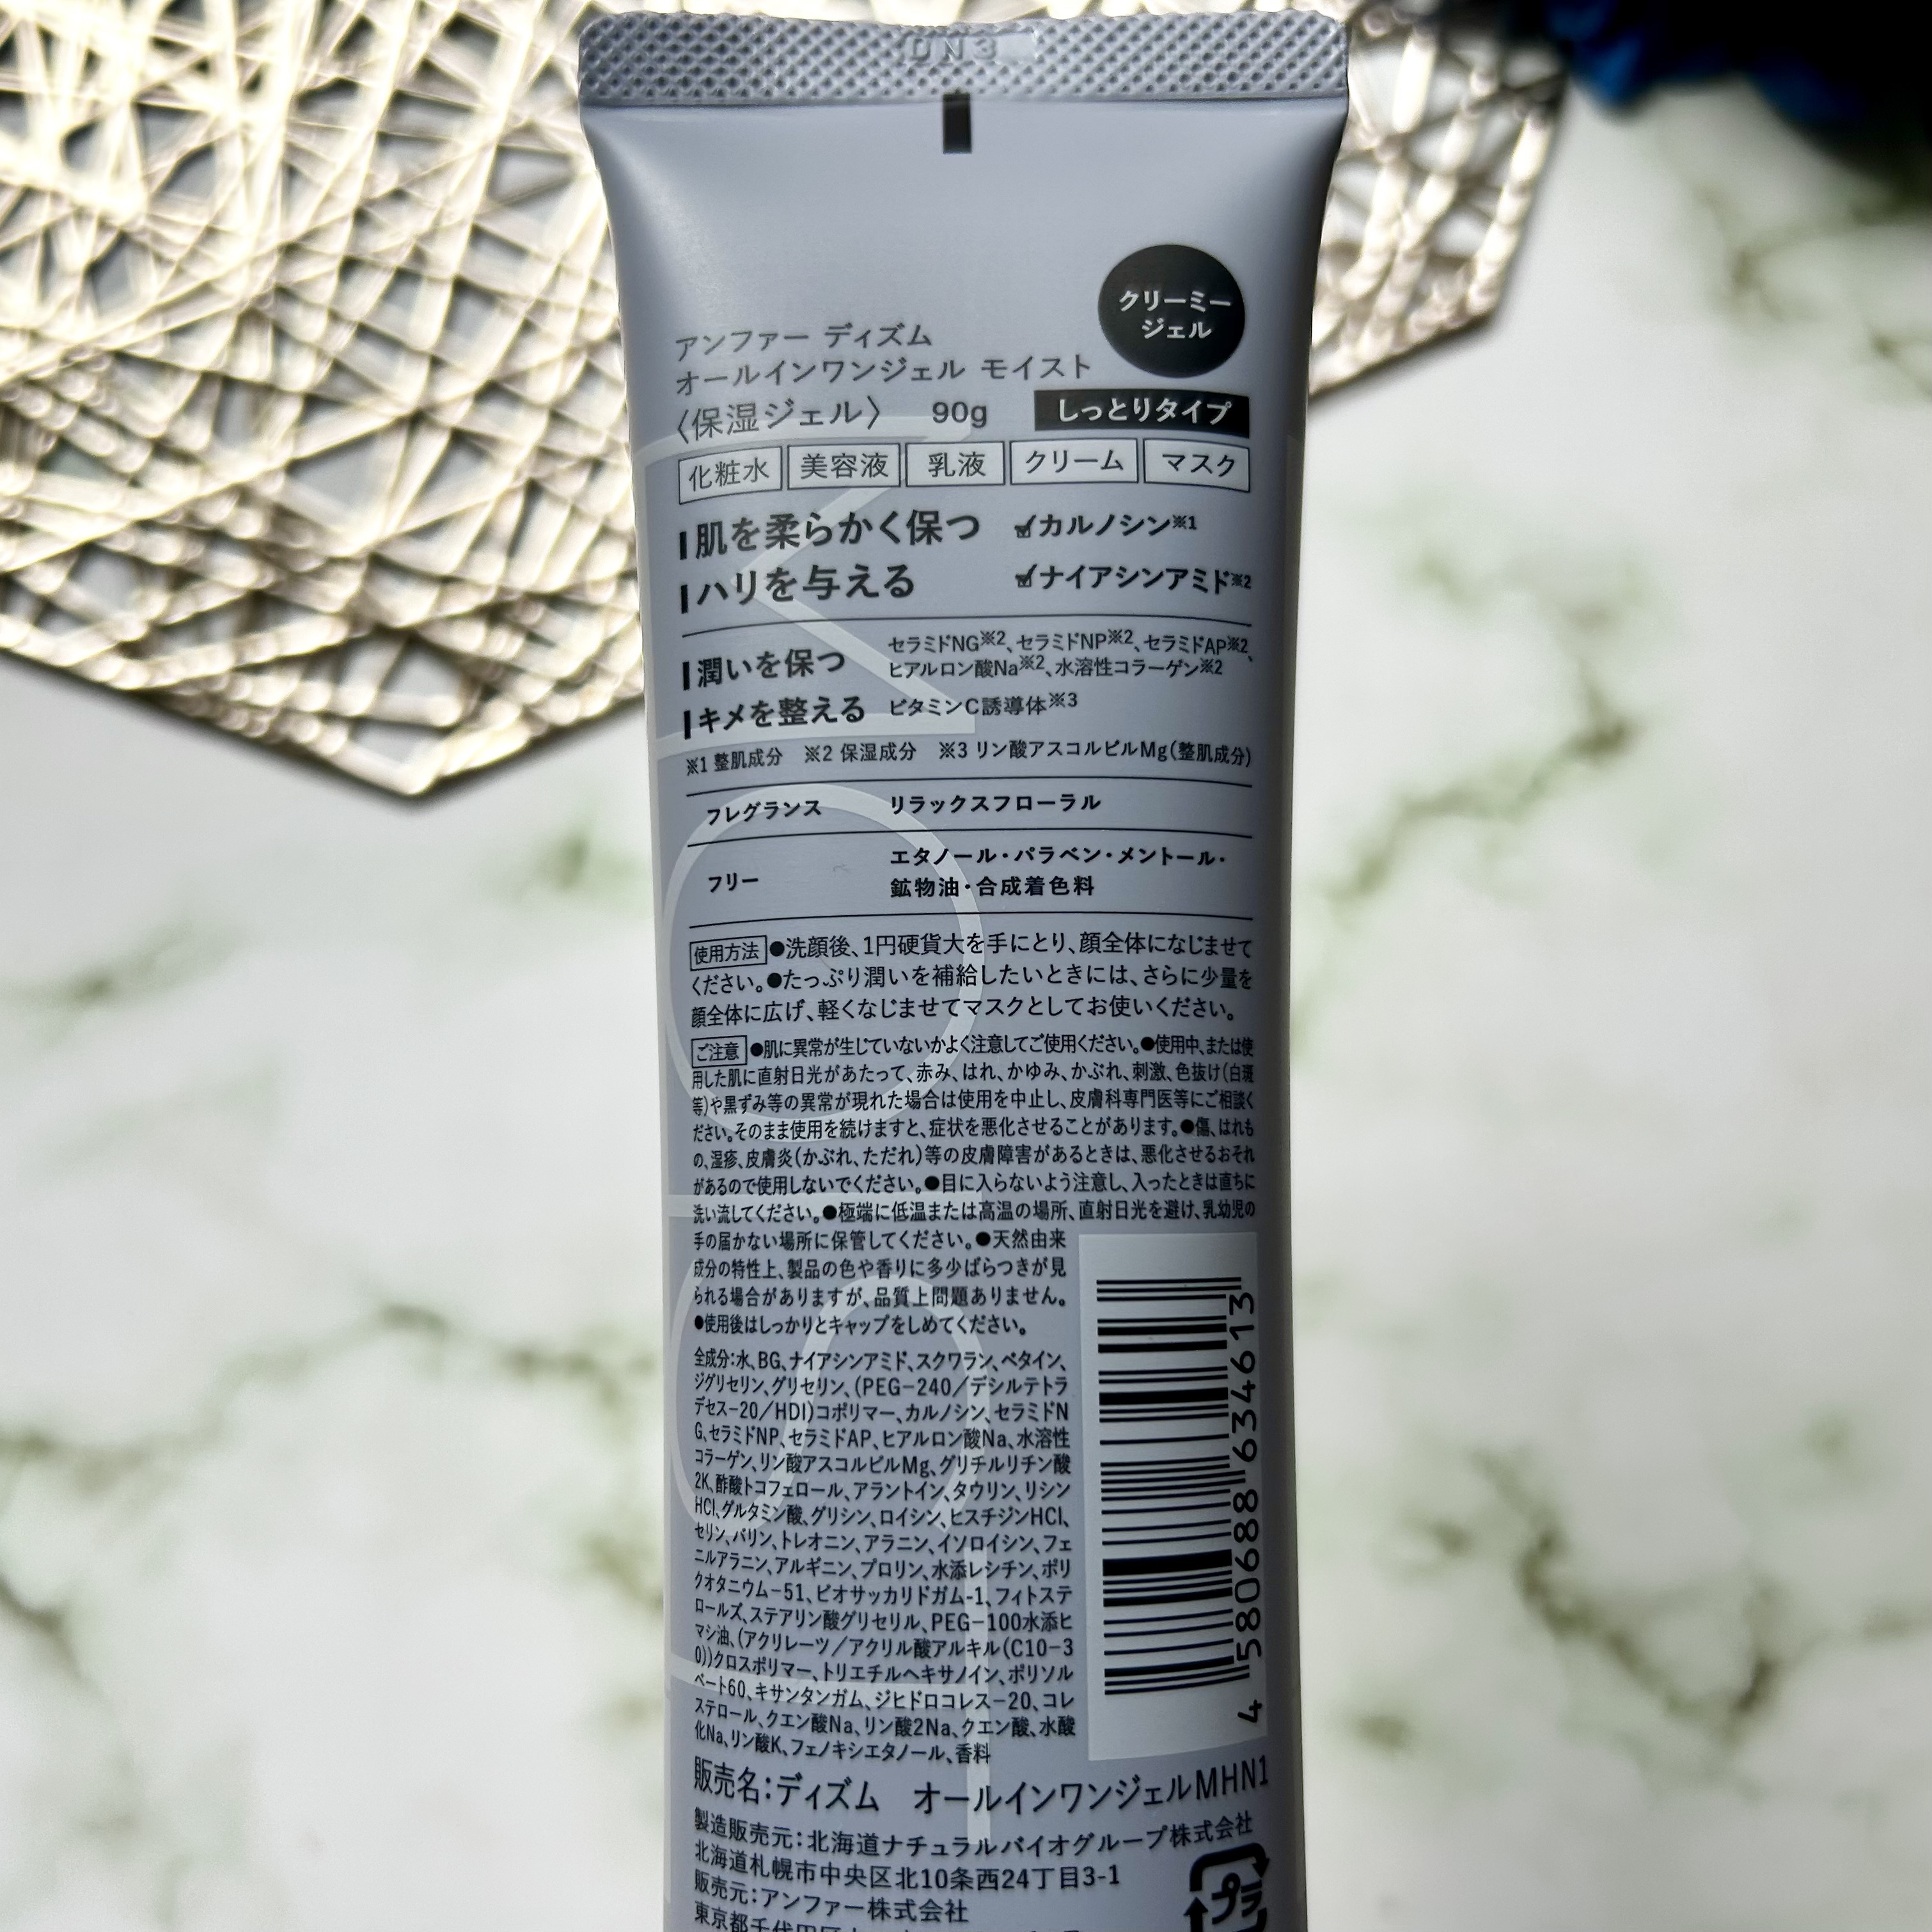 DN3
クリーミー
ジェル
アンファー ディズム
オールインワンジェル モイスト
〈保湿ジェル〉 90g しっとりタイプ
化粧水 美容液 乳液 クリーム マスク
肌を柔らかく保つ カルノシン※1
ハリを与える ナイアシンアミド※2
潤いを保つ セラミドNG※2、セラミドNP※2、セラミドAP※2、
ヒアルロン酸Na※2、水溶性コラーゲン※2
キメを整える ビタミンC誘導体※3
※1 整肌成分 ※2 保湿成分 ※3 リン酸アスコルビルMg(整肌成分)
フレグランス リラックスフローラル
フリー エタノール・パラベン・メントール・
鉱物油・合成着色料
使用方法 ●洗顔後、1円硬貨大を手にとり、顔全体になじませて
ください。●たっぷり潤いを補給したいときには、さらに少量を
顔全体に広げ、軽くなじませてマスクとしてお使いください。
ご注意 ●肌に異常が生じていないかよく注意してご使用ください。●使用中、または使
用した肌に直射日光があたって、赤み、はれ、かゆみ、かぶれ、刺激、色抜け(白斑
等)や黒ずみ等の異常が現れた場合は使用を中止し、皮膚科専門医等にご相談く
ださい。そのまま使用を続けますと、症状を悪化させることがあります。●傷、はれも
の、湿疹、皮膚炎(かぶれ、ただれ)等の皮膚障害があるときは、悪化させるおそれ
があるので使用しないでください。●目に入らないよう注意し、入ったときは直ちに
洗い流してください。●極端に低温または高温の場所、直射日光を避け、乳幼児の
手の届かない場所に保管してください。●天然由来
成分の特性上、製品の色や香りに多少ばらつきが見
られる場合がありますが、品質上問題ありません。
●使用後はしっかりとキャップをしめてください。
全成分:水、BG、ナイアシンアミド、スクワラン、ベタイン、
ジグリセリン、グリセリン、(PEG-240/デシルテトラ
デセス-20/HDI)コポリマー、カルノシン、セラミドN
G、セラミドNP、セラミドAP、ヒアルロン酸Na、水溶性
コラーゲン、リン酸アスコルビルMg、グリチルリチン酸
2K、酢酸トコフェロール、アラントイン、タウリン、リシン
HCl、グルタミン酸、グリシン、ロイシン、ヒスチジンHCl、
セリン、バリン、トレオニン、アラニン、イソロイシン、フェ
ニルアラニン、アルギニン、プロリン、水添レシチン、ポリ
クオタニウム-51、ビオサッカリドガム-1、フィトステ
ロールズ、ステアリン酸グリセリル、PEG-100水添ヒ
マシ油、(アクリレーツ/アクリル酸アルキル(C10-3
0))クロスポリマー、トリエチルヘキサノイン、ポリソル
ベート60、キサンタンガム、ジヒドロコレス-20、コレ
ステロール、クエン酸Na、リン酸2Na、クエン酸、水酸
化Na、リン酸K、フェノキシエタノール、香料
4 580688 634613
販売名:ディズム オールインワンジェルMHN1
製造販売元:北海道ナチュラルバイオグループ株式会社
北海道札幌市中央区北10条西24丁目3-1
販売元:アンファー株式会社
東京都千代田区
プラ
MOIST